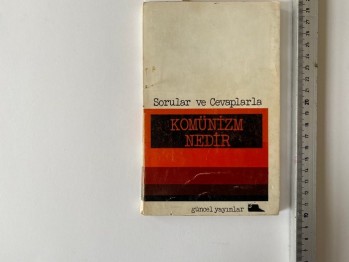 Sorular ve Cevaplarla
KOMÜNİZM
NEDİR
güncel yayınlar